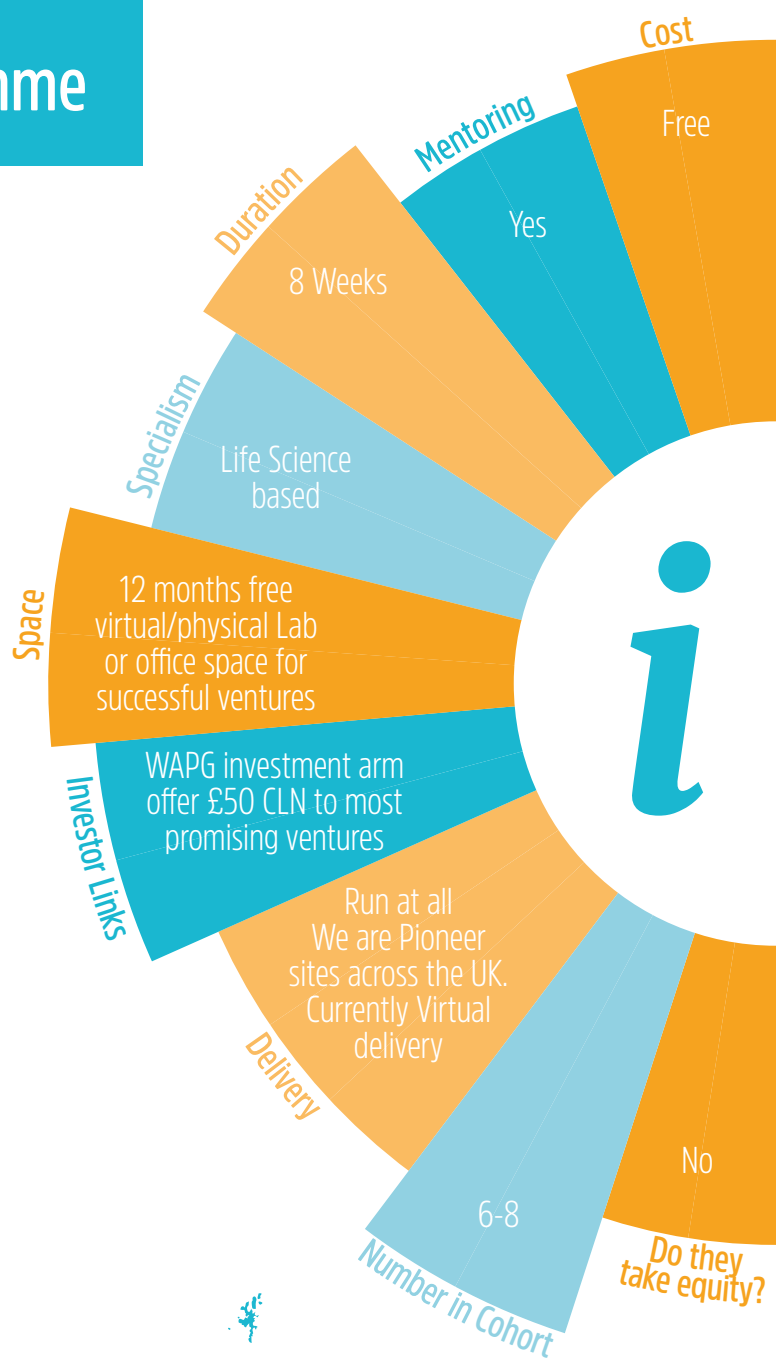 mme
Cost
Free
Mentoring
Yes
Duration
8 Weeks
Specialism
Life Science
based
Space
12 months free
virtual/physical Lab
or office space for
successful ventures
Investor Links
WAPG investment arm
offer £50 CLN to most
promising ventures
Delivery
Run at all
We are Pioneer
sites across the UK.
Currently Virtual
delivery
Number in Cohort
6-8
Do they
take equity?
No
i